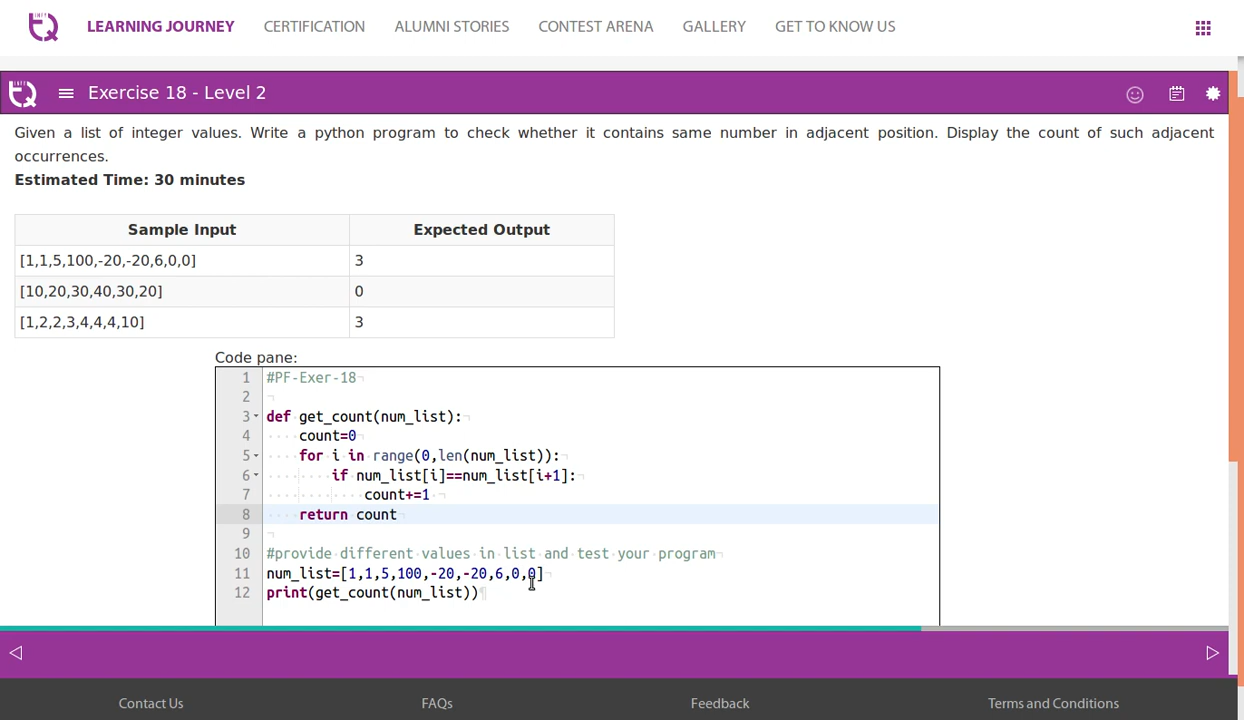 LEARNING JOURNEY CERTIFICATION ALUMNI STORIES CONTEST ARENA GALLERY GET TO KNOW US
Exercise 18 - Level 2
Given a list of integer values. Write a python program to check whether it contains same number in adjacent position. Display the count of such adjacent
occurrences.
Estimated Time: 30 minutes
Sample Input Expected Output
[1,1,5,100,-20,-20,6,0,0] 3
[10,20,30,40,30,20] 0
[1,2,2,3,4,4,4,10] 3
Code pane:
1 #PF-Exer-18
2
3 def get_count(num_list):
4 count=0
5 for i in range(0,len(num_list)):
6 if num_list[i]==num_list[i+1]:
7 count+=1
8 return count
9
10 #provide different values in list and test your program
11 num_list=[1,1,5,100,-20,-20,6,0,0]
12 print(get_count(num_list))
Contact Us FAQs Feedback Terms and Conditions